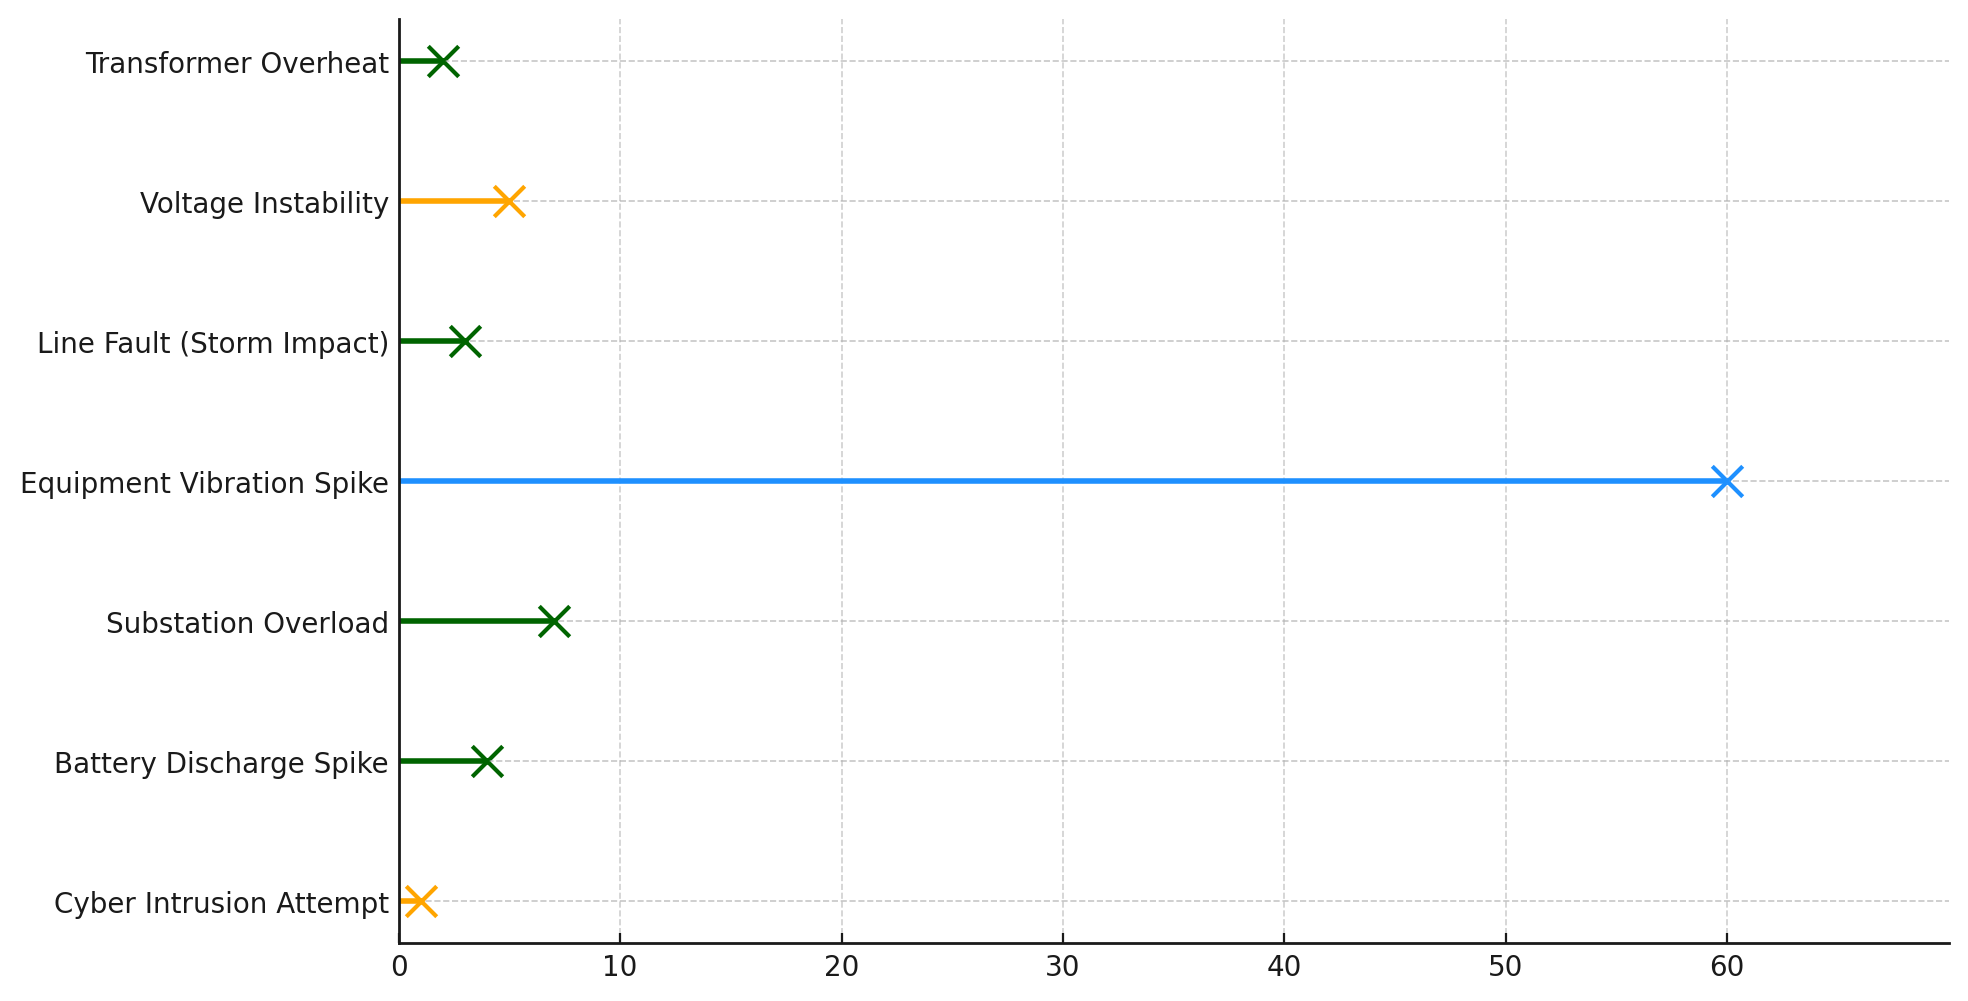 Transformer Overheat
Voltage Instability
Line Fault (Storm Impact)
Equipment Vibration Spike
Substation Overload
Battery Discharge Spike
Cyber Intrusion Attempt
0 10 20 30 40 50 60